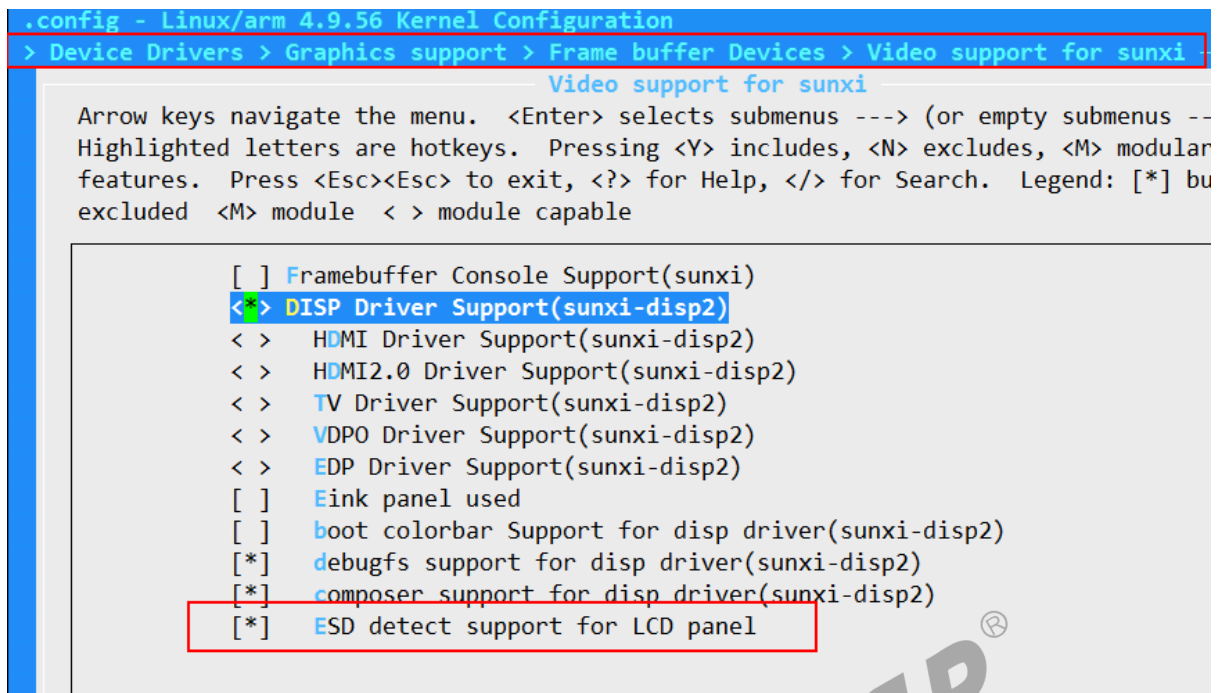 .config - Linux/arm 4.9.56 Kernel Configuration
> Device Drivers > Graphics support > Frame buffer Devices > Video support for sunxi
Video support for sunxi
Arrow keys navigate the menu.  <Enter> selects submenus ---> (or empty submenus --
Highlighted letters are hotkeys.  Pressing <Y> includes, <N> excludes, <M> modular
features.  Press <Esc><Esc> to exit, <?> for Help, </> for Search.  Legend: [*] bu
excluded  <M> module  < > module capable
[ ] Framebuffer Console Support(sunxi)
<*> DISP Driver Support(sunxi-disp2)
< >   HDMI Driver Support(sunxi-disp2)
< >   HDMI2.0 Driver Support(sunxi-disp2)
< >   TV Driver Support(sunxi-disp2)
< >   VDPO Driver Support(sunxi-disp2)
< >   EDP Driver Support(sunxi-disp2)
[ ]   Eink panel used
[ ]   boot colorbar Support for disp driver(sunxi-disp2)
[*]   debugfs support for disp driver(sunxi-disp2)
[*]   composer support for disp driver(sunxi-disp2)
[*]   ESD detect support for LCD panel
®